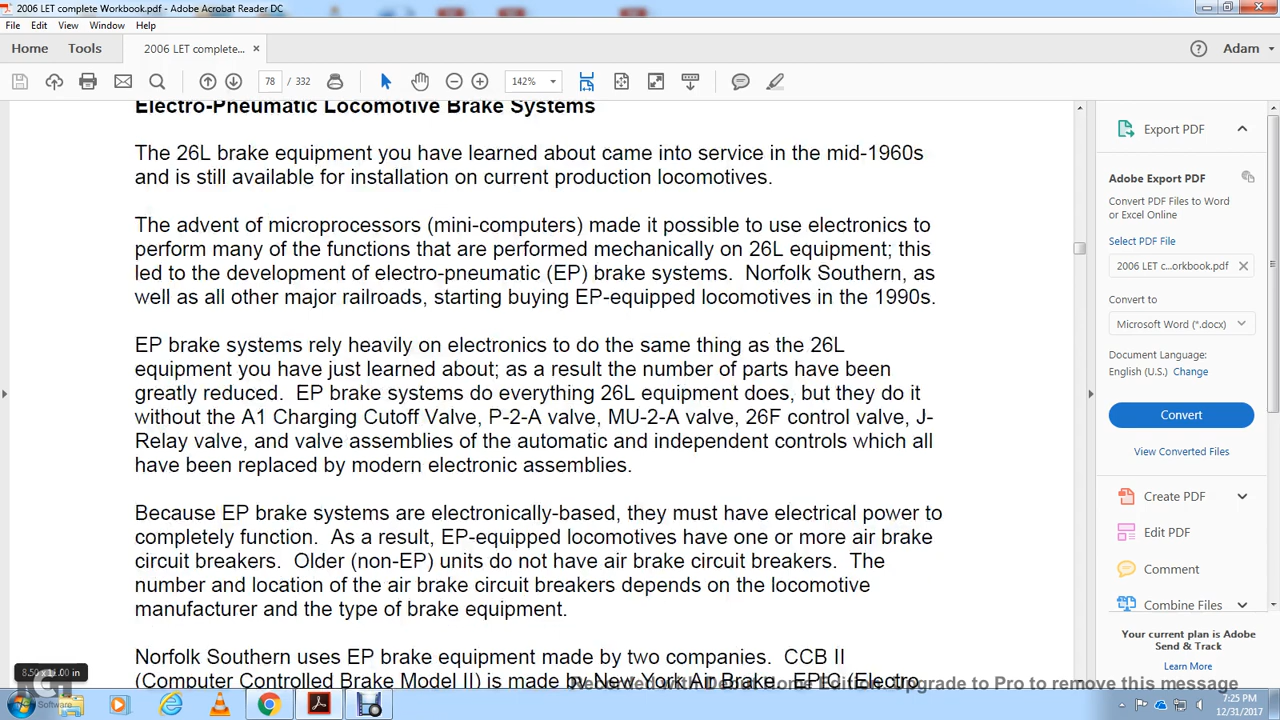 2006 LET complete Workbook.pdf - Adobe Acrobat Reader DC
File Edit View Window Help
Home Tools 2006 LET complete... × Adam
78 / 332 142%
Electro-Pneumatic Locomotive Brake Systems
The 26L brake equipment you have learned about came into service in the mid-1960s
and is still available for installation on current production locomotives.
The advent of microprocessors (mini-computers) made it possible to use electronics to
perform many of the functions that are performed mechanically on 26L equipment; this
led to the development of electro-pneumatic (EP) brake systems. Norfolk Southern, as
well as all other major railroads, starting buying EP-equipped locomotives in the 1990s.
EP brake systems rely heavily on electronics to do the same thing as the 26L
equipment you have just learned about; as a result the number of parts have been
greatly reduced. EP brake systems do everything 26L equipment does, but they do it
without the A1 Charging Cutoff Valve, P-2-A valve, MU-2-A valve, 26F control valve, J-
Relay valve, and valve assemblies of the automatic and independent controls which all
have been replaced by modern electronic assemblies.
Because EP brake systems are electronically-based, they must have electrical power to
completely function. As a result, EP-equipped locomotives have one or more air brake
circuit breakers. Older (non-EP) units do not have air brake circuit breakers. The
number and location of the air brake circuit breakers depends on the locomotive
manufacturer and the type of brake equipment.
Norfolk Southern uses EP brake equipment made by two companies. CCB II
(Computer Controlled Brake Model II) is made by New York Air Brake. EPIC (Electro
8.50 x 11.00 in
Export PDF
Adobe Export PDF
Convert PDF Files to Word
or Excel Online
Select PDF File
2006 LET c...orkbook.pdf
Convert to
Microsoft Word (*.docx)
Document Language:
English (U.S.) Change
Convert
View Converted Files
Create PDF
Edit PDF
Comment
Combine Files
Your current plan is Adobe
Send & Track
Learn More
Upgrade to Pro to remove this message
Software
7:25 PM
12/31/2017